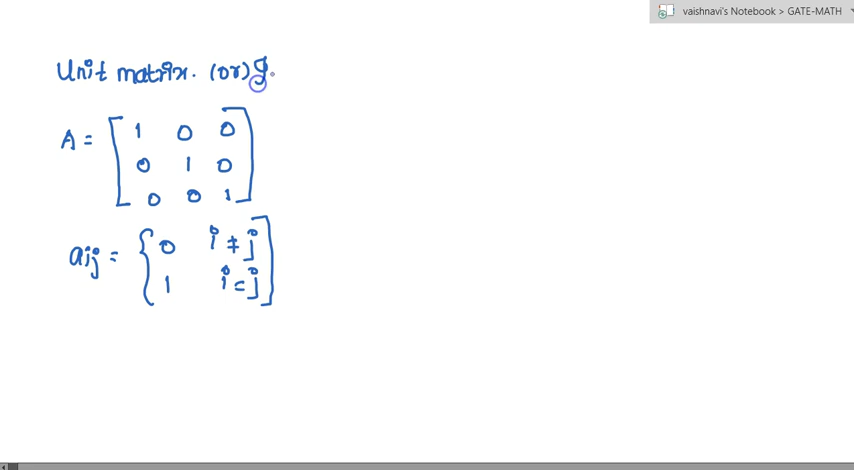 vaishnavi's Notebook > GATE-MATH
Unit matrix. (or) g
A = [ 1 0 0
0 1 0
0 0 1 ]
aij = { 0 i ≠ j
1 i = j ]